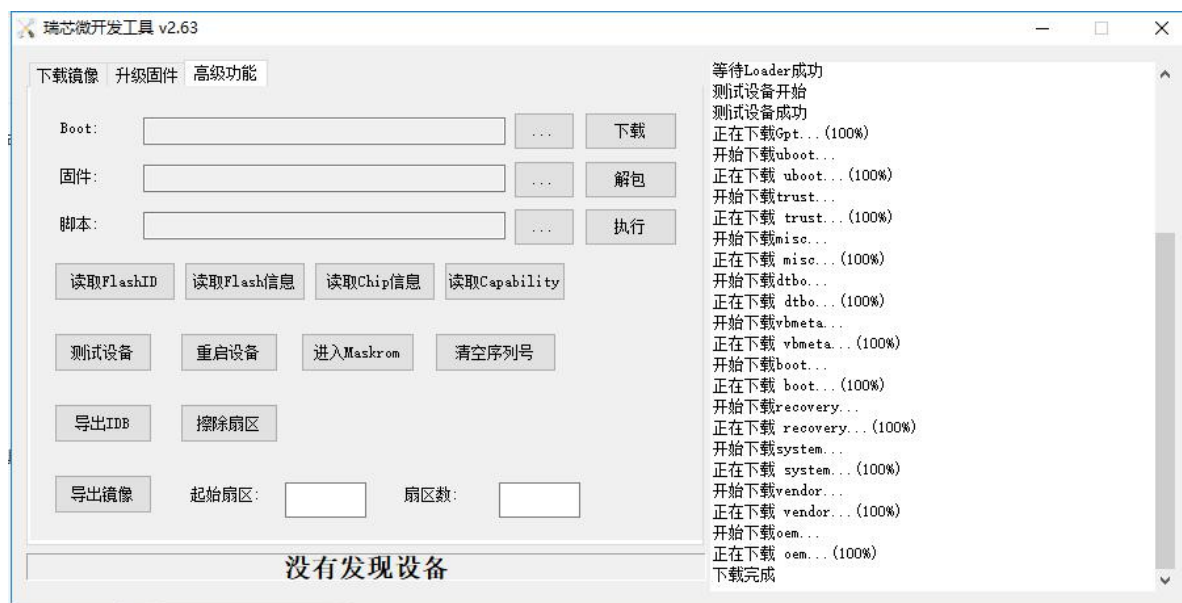 瑞芯微开发工具 v2.63
下载镜像 升级固件 高级功能
Boot: ... 下载
固件: ... 解包
脚本: ... 执行
读取FlashID 读取Flash信息 读取Chip信息 读取Capability
测试设备 重启设备 进入Maskrom 清空序列号
导出IDB 擦除扇区
导出镜像 起始扇区: 扇区数:
没有发现设备
等待Loader成功
测试设备开始
测试设备成功
正在下载Gpt...(100%)
开始下载uboot...
正在下载 uboot...(100%)
开始下载trust...
正在下载 trust...(100%)
开始下载misc...
正在下载 misc...(100%)
开始下载dtbo...
正在下载 dtbo...(100%)
开始下载vbmeta...
正在下载 vbmeta...(100%)
开始下载boot...
正在下载 boot...(100%)
开始下载recovery...
正在下载 recovery...(100%)
开始下载system...
正在下载 system...(100%)
开始下载vendor...
正在下载 vendor...(100%)
开始下载oem...
正在下载 oem...(100%)
下载完成